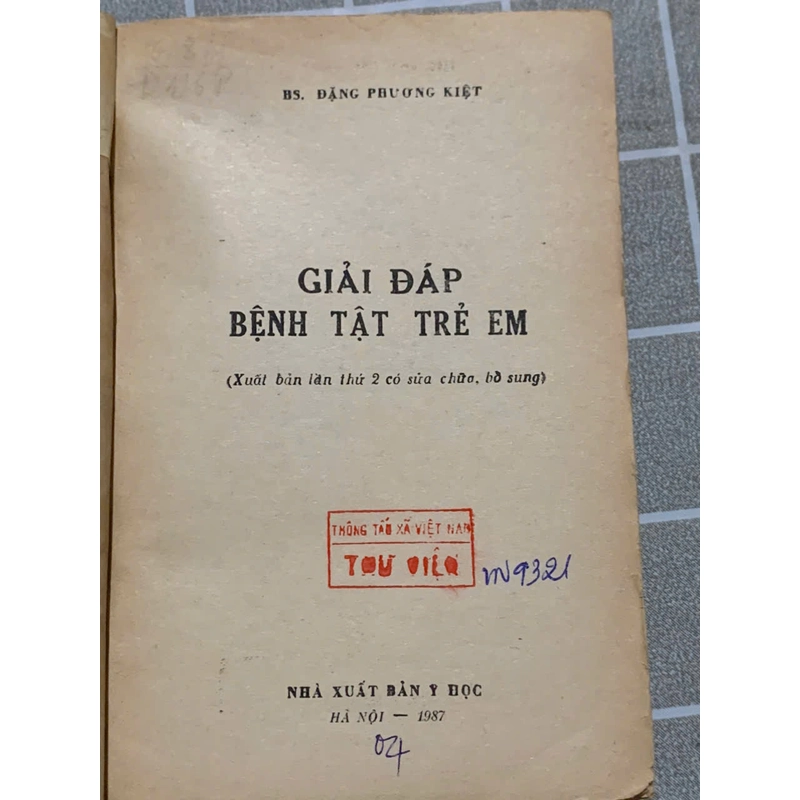 BS. ĐẶNG PHƯƠNG KIỆT
GIẢI ĐÁP
BỆNH TẬT TRẺ EM
(Xuất bản lần thứ 2 có sửa chữa, bổ sung)
THÔNG TẤN XÃ VIỆT NAM
THƯ VIỆN
VN9321
NHÀ XUẤT BẢN Y HỌC
HÀ NỘI — 1987
04